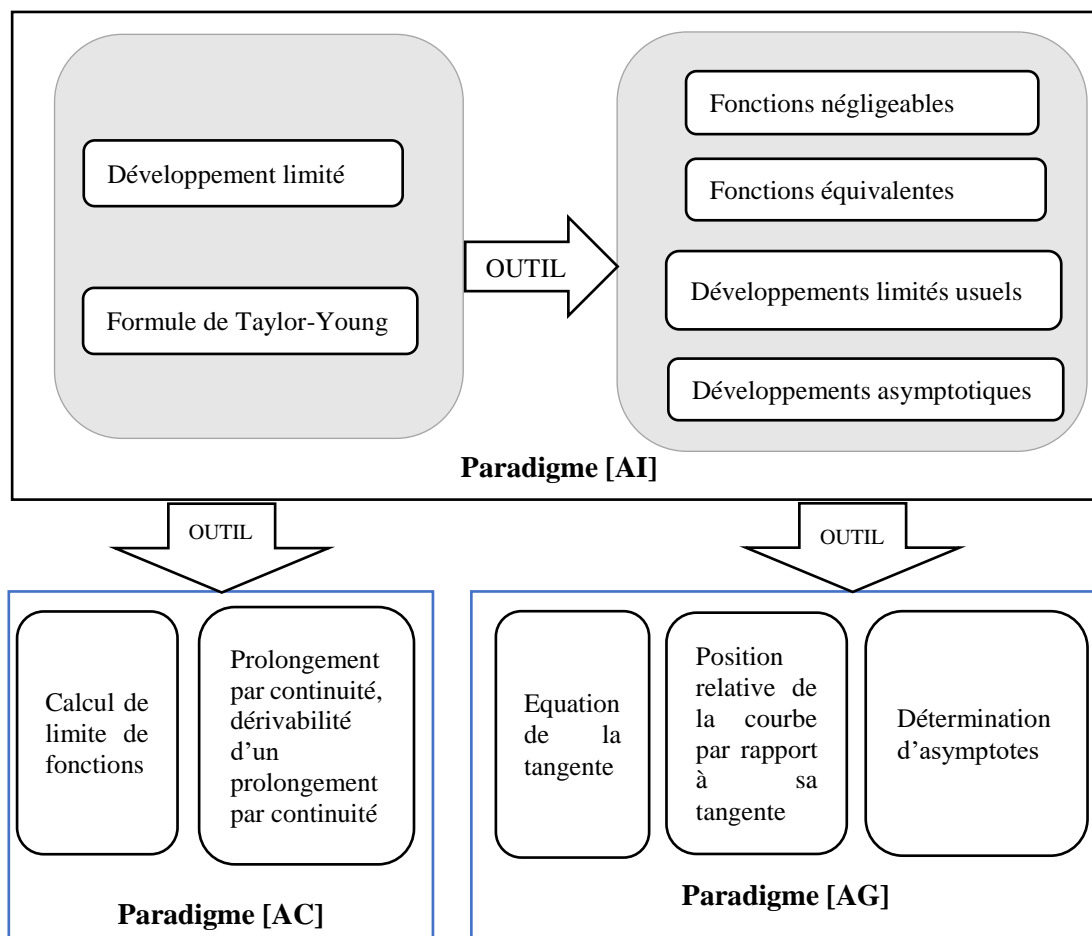 Développement limité
Formule de Taylor-Young
OUTIL
Fonctions négligeables
Fonctions équivalentes
Développements limités usuels
Développements asymptotiques
Paradigme [AI]
OUTIL
OUTIL
Calcul de
limite de
fonctions
Prolongement
par continuité,
dérivabilité
d’un
prolongement
par continuité
Paradigme [AC]
Equation
de la
tangente
Position
relative de
la courbe
par rapport
à sa
tangente
Détermination
d’asymptotes
Paradigme [AG]